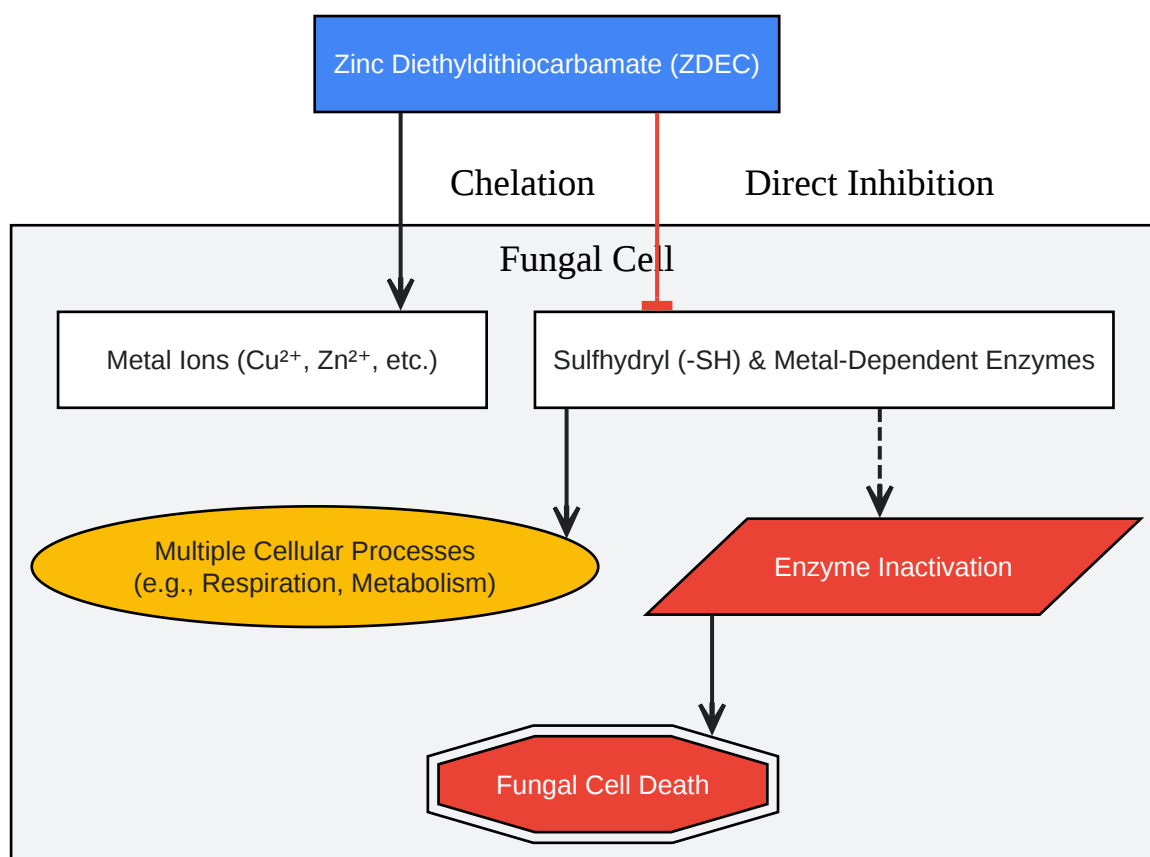 Zinc Diethyldithiocarbamate (ZDEC)
Chelation
Direct Inhibition
Fungal Cell
Metal Ions (Cu²⁺, Zn²⁺, etc.)
Sulfhydryl (-SH) & Metal-Dependent Enzymes
Multiple Cellular Processes
(e.g., Respiration, Metabolism)
Enzyme Inactivation
Fungal Cell Death